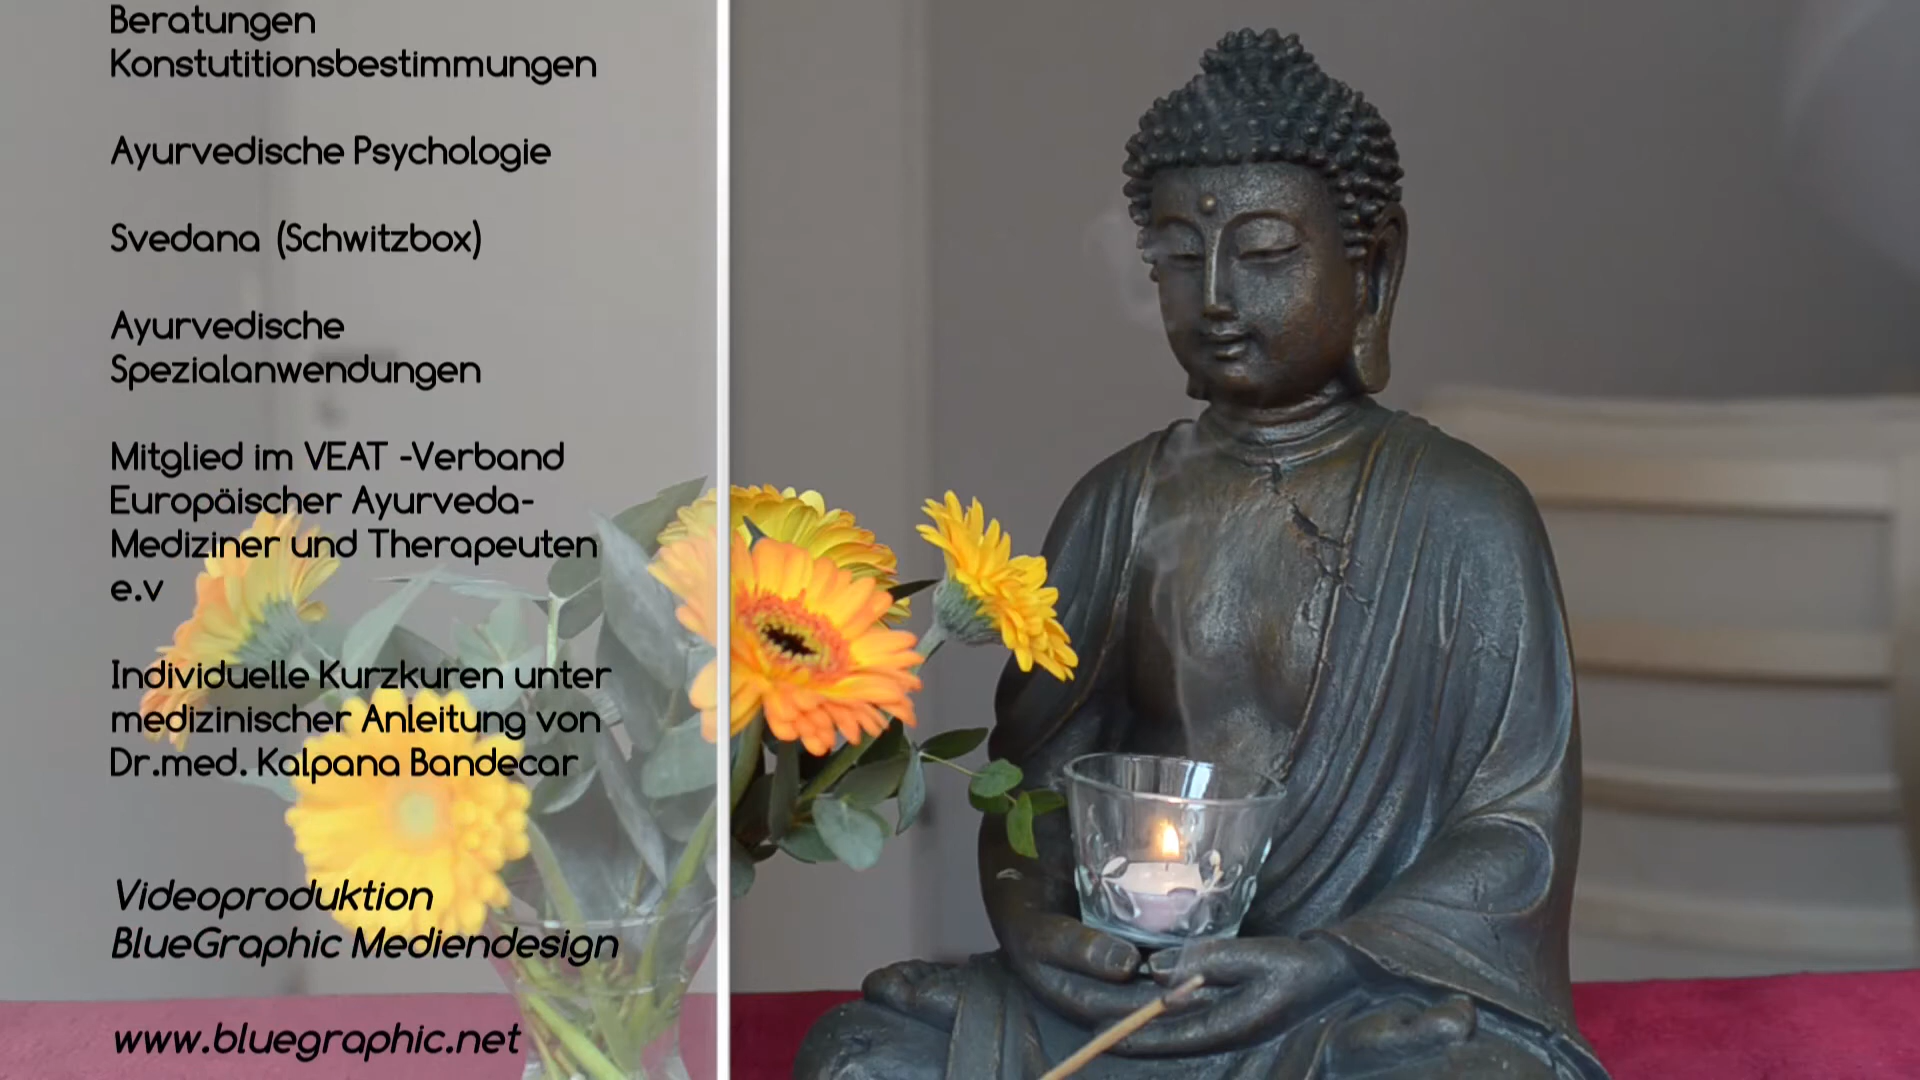 Beratungen
Konstutitionsbestimmungen
Ayurvedische Psychologie
Svedana (Schwitzbox)
Ayurvedische
Spezialanwendungen
Mitglied im VEAT -Verband
Europäischer Ayurveda-
Mediziner und Therapeuten
e.v
Individuelle Kurzkuren unter
medizinischer Anleitung von
Dr.med. Kalpana Bandecar
Videoproduktion
BlueGraphic Mediendesign
www.bluegraphic.net